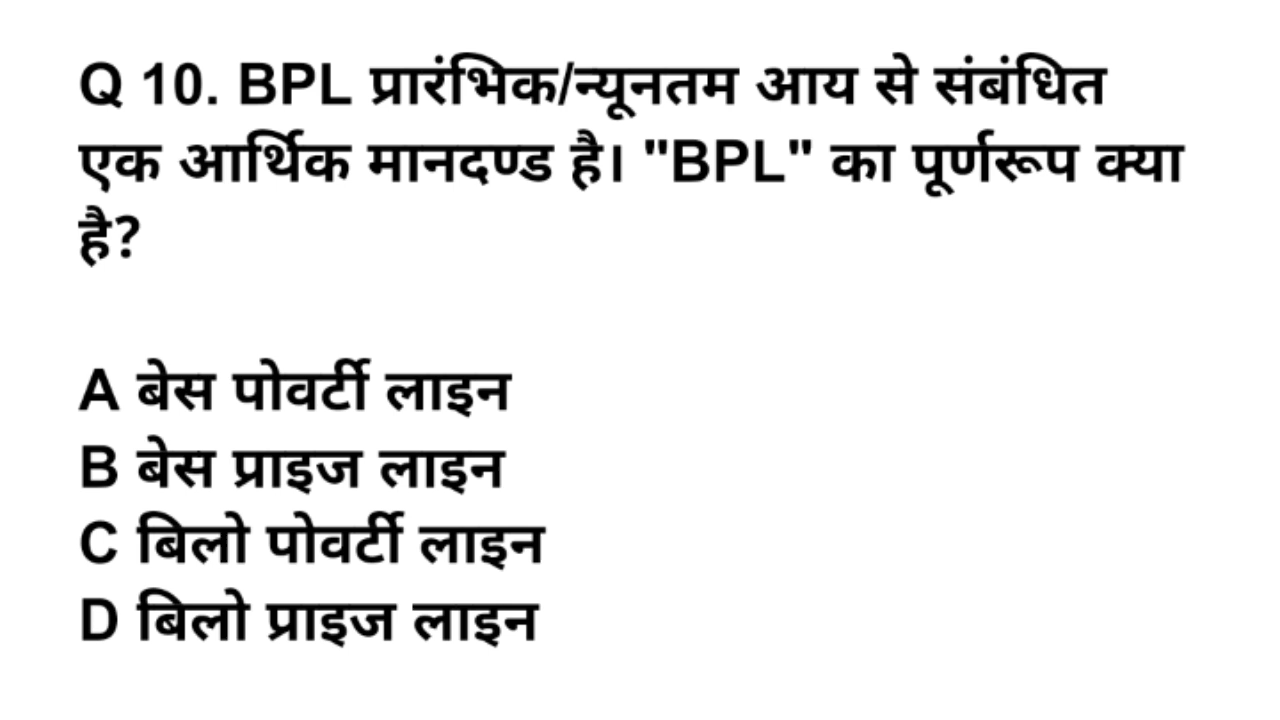 Q 10. BPL प्रारंभिक/न्यूनतम आय से संबंधित
एक आर्थिक मानदण्ड है। "BPL" का पूर्णरूप क्या
है?
A बेस पोवर्टी लाइन
B बेस प्राइज लाइन
C बिलो पोवर्टी लाइन
D बिलो प्राइज लाइन